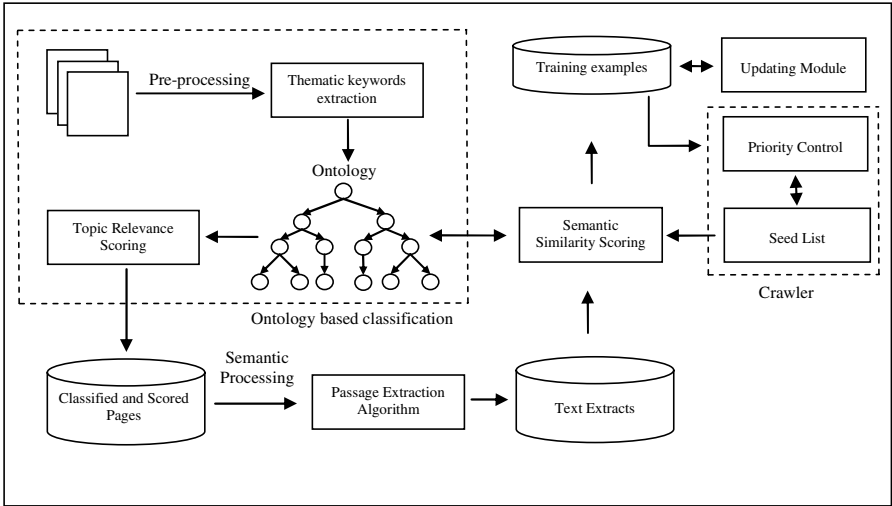 Pre-processing
Thematic keywords
extraction
Training examples
Updating Module
Priority Control
Ontology
Topic Relevance
Scoring
Semantic
Similarity Scoring
Seed List
Crawler
Ontology based classification
Semantic
Processing
Classified and Scored
Pages
Passage Extraction
Algorithm
Text Extracts